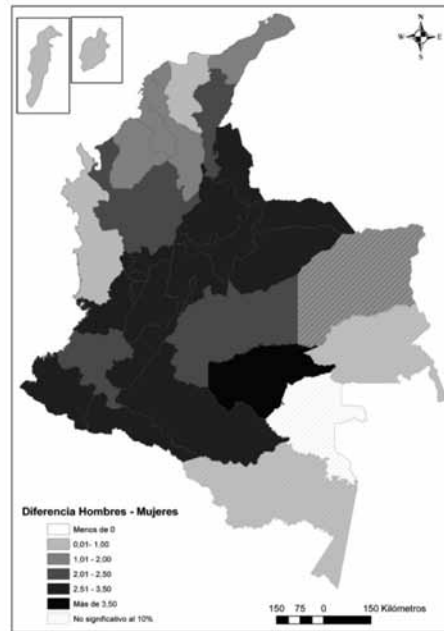 N
W E
S
Diferencia Hombres - Mujeres
Menos de 0
0,01- 1,00
1,01 - 2,00
2.01 - 2,50
2.51 - 3,50
Más de 3,50
No significativo al 10%
150 75 0 150 Kilómetros